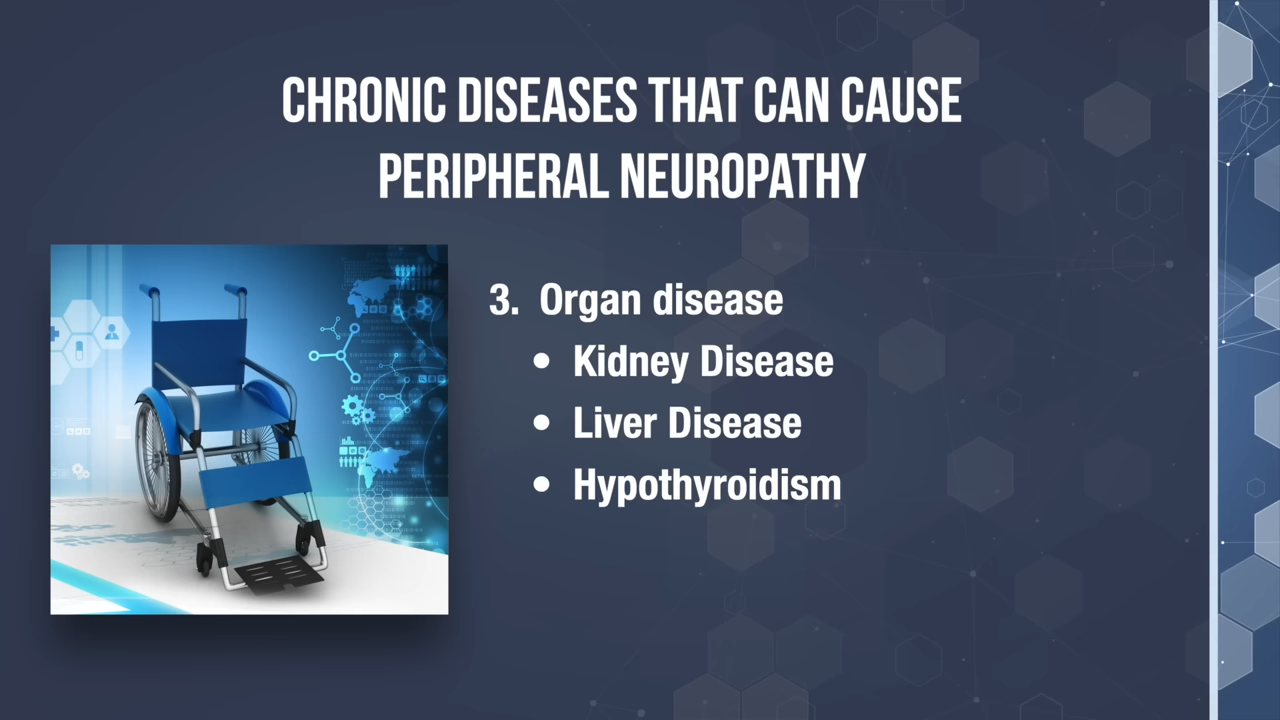 CHRONIC DISEASES THAT CAN CAUSE
PERIPHERAL NEUROPATHY
3. Organ disease
• Kidney Disease
• Liver Disease
• Hypothyroidism